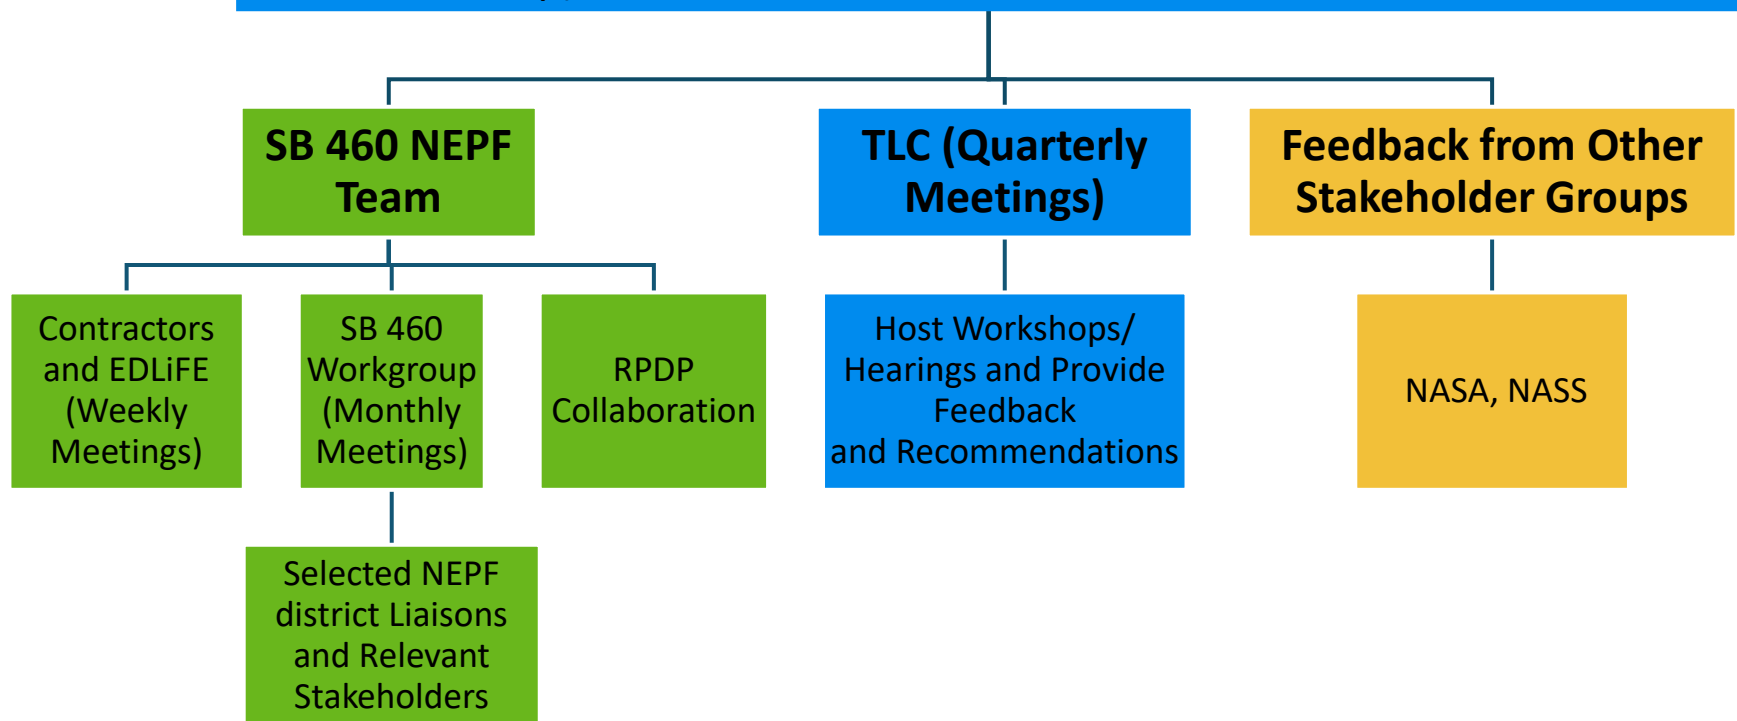 SB 460 NEPF
Team
TLC (Quarterly
Meetings)
Feedback from Other
Stakeholder Groups
Contractors
and EDLiFE
(Weekly
Meetings)
SB 460
Workgroup
(Monthly
Meetings)
RPDP
Collaboration
Host Workshops/
Hearings and Provide
Feedback
and Recommendations
NASA, NASS
Selected NEPF
district Liaisons
and Relevant
Stakeholders